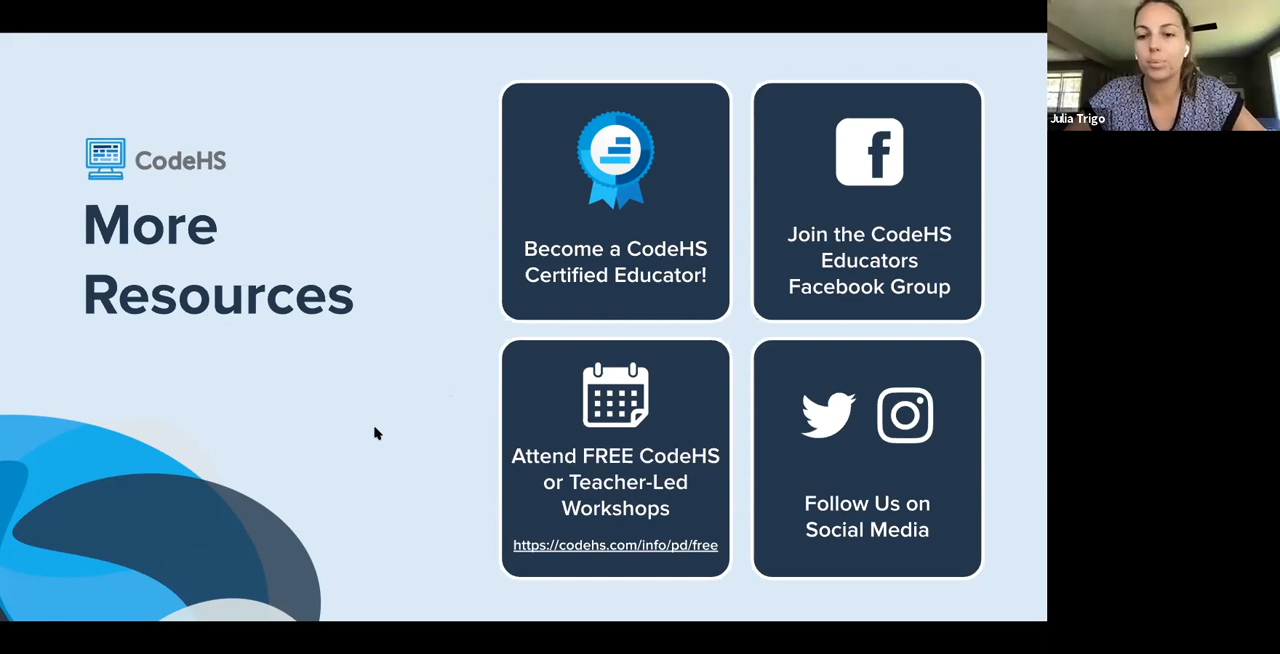 CodeHS
More
Resources
Become a CodeHS
Certified Educator!
Join the CodeHS
Educators
Facebook Group
Attend FREE CodeHS
or Teacher-Led
Workshops
https://codehs.com/info/pd/free
Follow Us on
Social Media
Julia Trigo